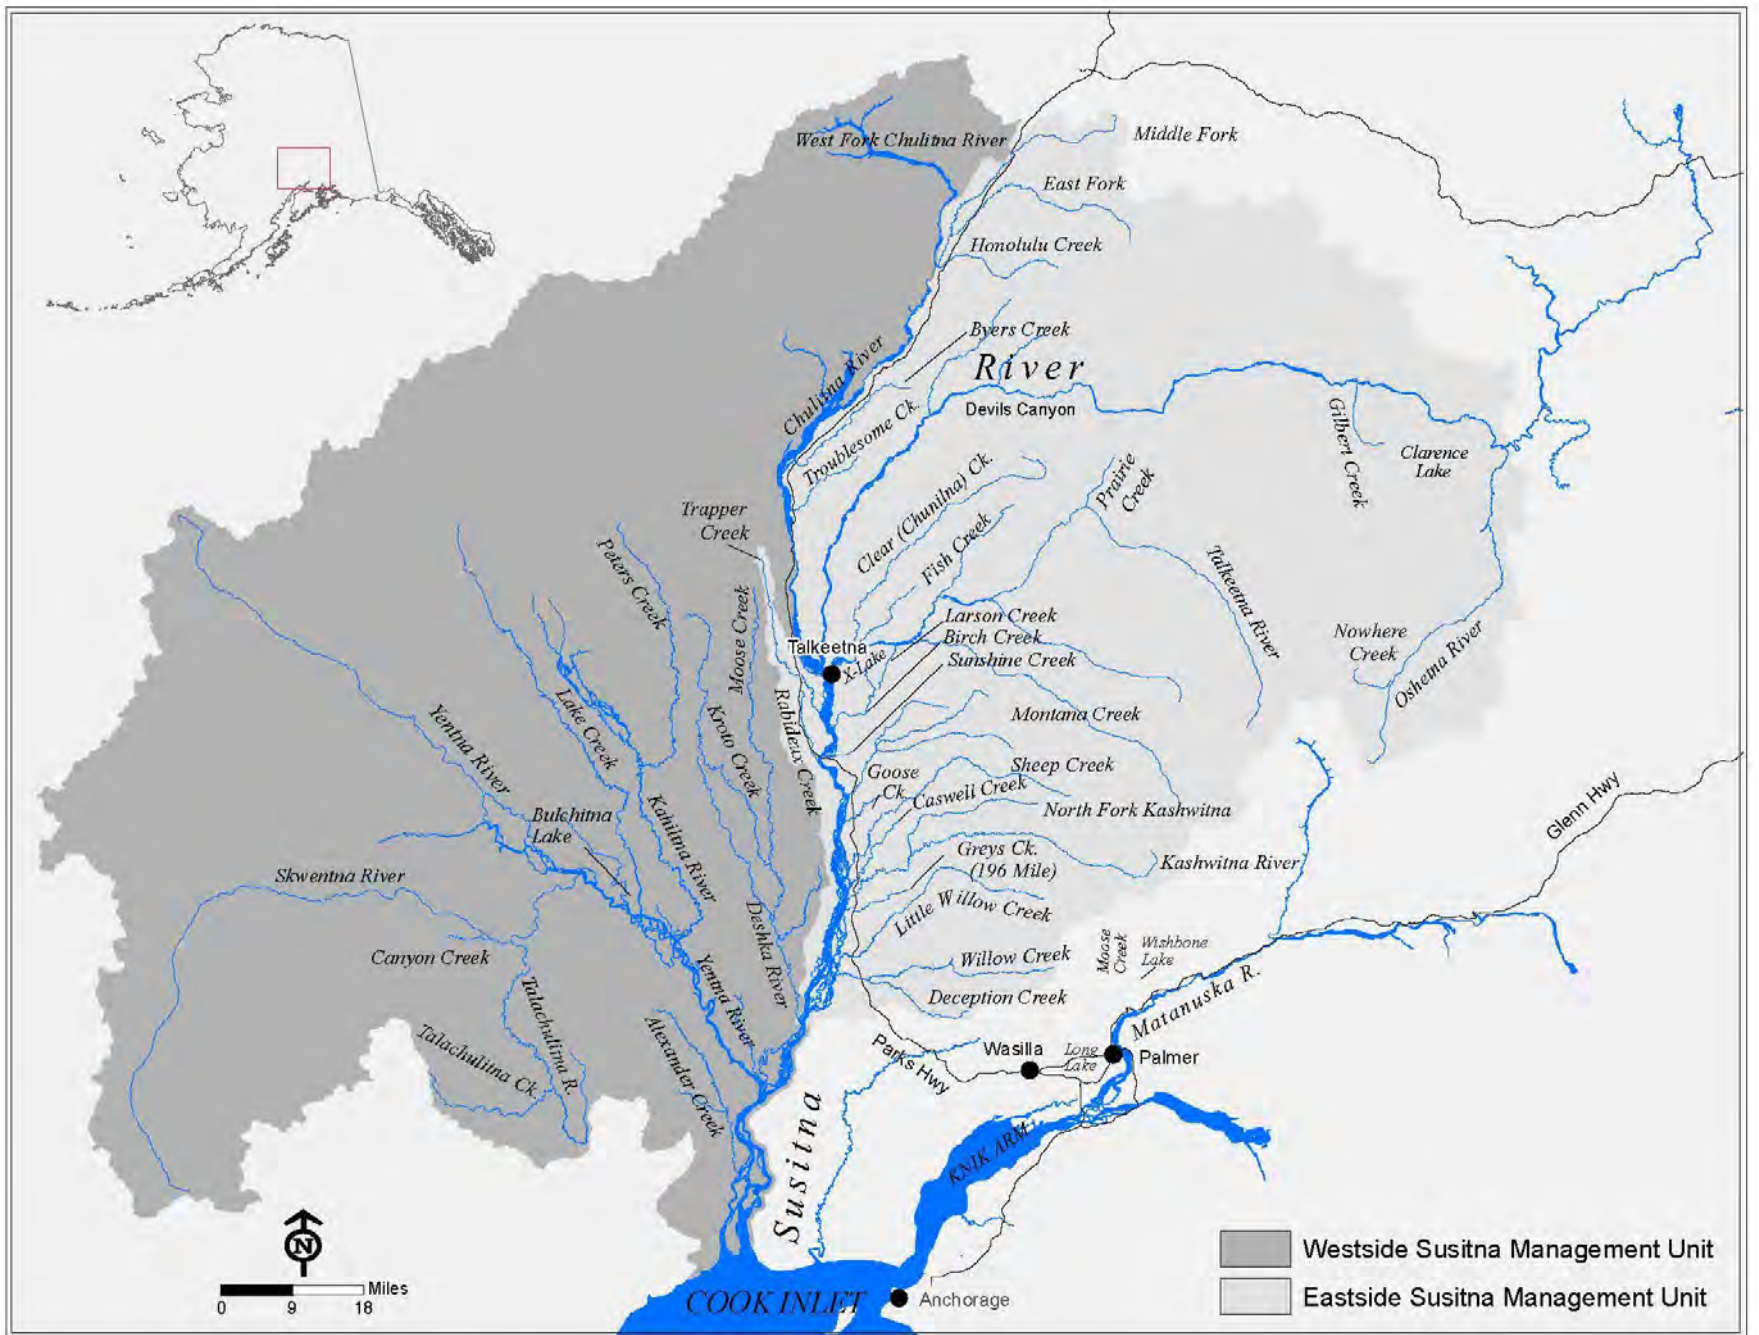 West Fork Chulitna River
Middle Fork
East Fork
Honolulu Creek
Byers Creek
River
Devils Canyon
Chulitna River
Troublesome Ck.
Gilbert Creek
Clarence
Lake
Clear (Chunilna) Ck.
Prairie
Creek
Fish Creek
Trapper
Creek
Peters Creek
Moose Creek
Talkeetna River
Larson Creek
Birch Creek
Sunshine Creek
Talkeetna
X-Lake
Nowhere
Creek
Oshetna River
Rabideux Creek
Lake Creek
Kroto Creek
Yentna River
Montana Creek
Goose
Ck.
Sheep Creek
Caswell Creek
North Fork Kashwitna
Bulchitna
Lake
Kahiltna River
Glenn Hwy
Greys Ck.
(196 Mile)
Kashwitna River
Skwentna River
Little Willow Creek
Deshka River
Canyon Creek
Willow Creek
Moose
Creek
Wishbone
Lake
Yentna River
Deception Creek
Matanuska R.
Talachulitna R.
Talachulitna Ck.
Alexander Creek
Parks Hwy
Wasilla
Long
Lake
Palmer
Susitna
KNIK ARM
N
Miles
0 9 18
COOK INLET
Anchorage
Westside Susitna Management Unit
Eastside Susitna Management Unit